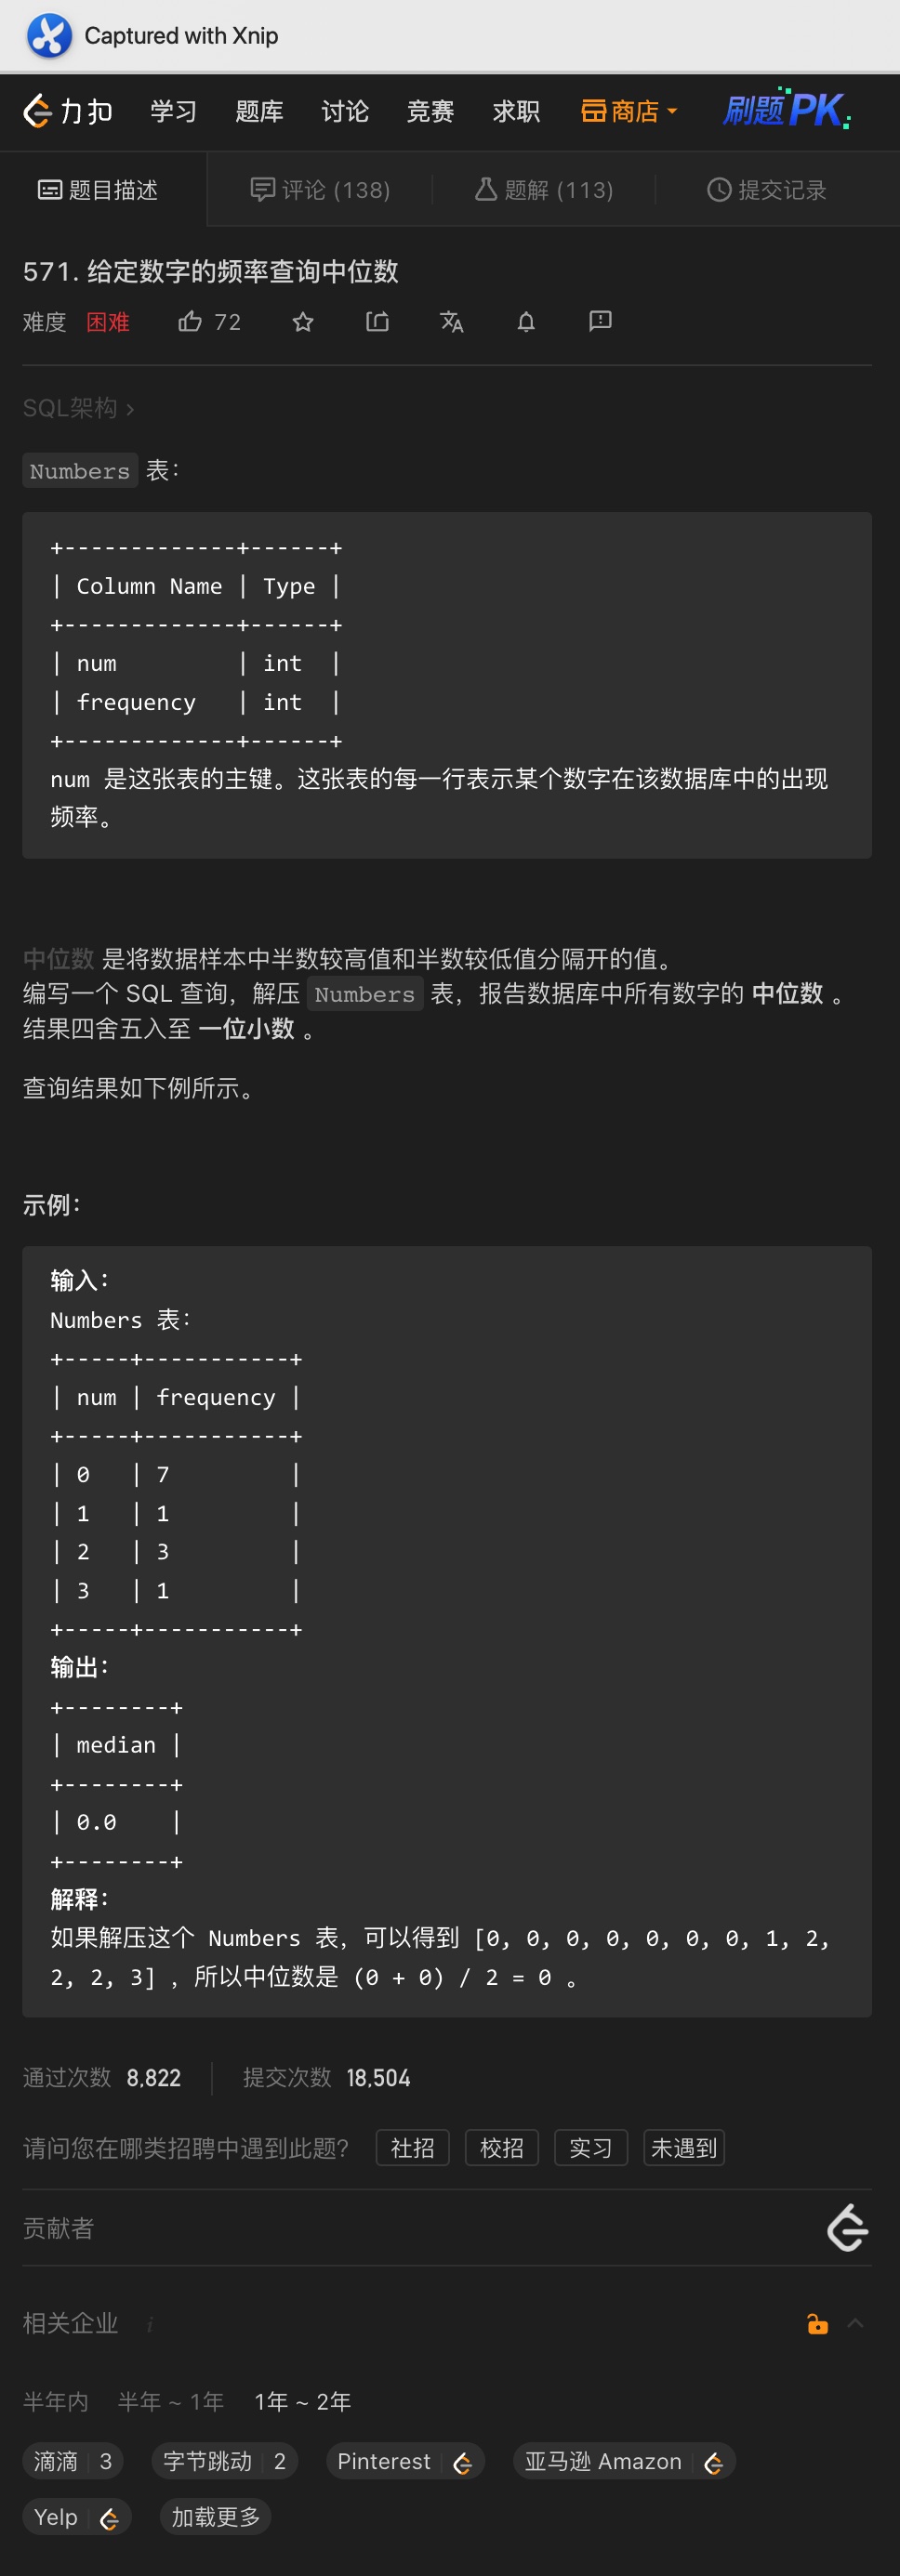 Captured with Xnip
力扣 学习 题库 讨论 竞赛 求职 商店 刷题PK
题目描述 评论 (138) 题解 (113) 提交记录
571. 给定数字的频率查询中位数
难度 困难 72
SQL架构 ›
Numbers 表：
+-------------+------+
| Column Name | Type |
+-------------+------+
| num         | int  |
| frequency   | int  |
+-------------+------+
num 是这张表的主键。这张表的每一行表示某个数字在该数据库中的出现
频率。
中位数 是将数据样本中半数较高值和半数较低值分隔开的值。
编写一个 SQL 查询，解压 Numbers 表，报告数据库中所有数字的 中位数 。
结果四舍五入至 一位小数 。
查询结果如下例所示。
示例：
输入：
Numbers 表：
+-----+-----------+
| num | frequency |
+-----+-----------+
| 0   | 7         |
| 1   | 1         |
| 2   | 3         |
| 3   | 1         |
+-----+-----------+
输出：
+--------+
| median |
+--------+
| 0.0    |
+--------+
解释：
如果解压这个 Numbers 表，可以得到 [0, 0, 0, 0, 0, 0, 0, 1, 2,
2, 2, 3] ，所以中位数是 (0 + 0) / 2 = 0 。
通过次数 8,822 提交次数 18,504
请问您在哪类招聘中遇到此题？ 社招 校招 实习 未遇到
贡献者
相关企业 i
半年内 半年 ~ 1年 1年 ~ 2年
滴滴 3 字节跳动 2 Pinterest 亚马逊 Amazon
Yelp 加载更多